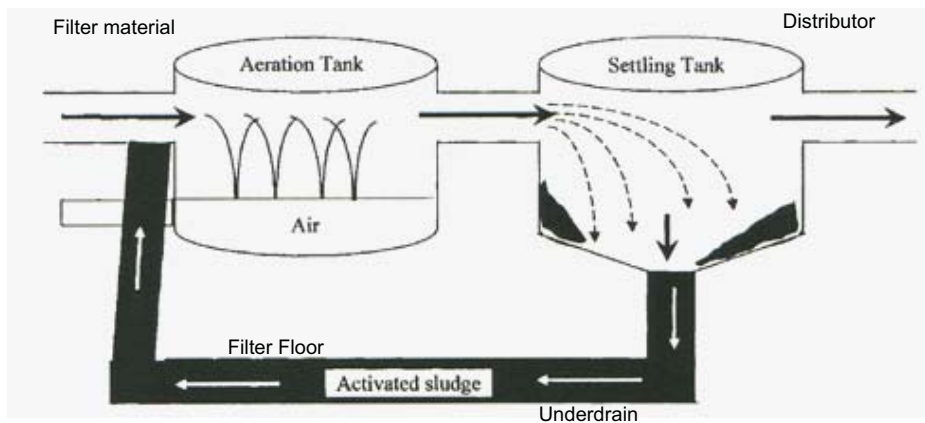 Filter material
Distributor
Aeration Tank
Settling Tank
Air
Filter Floor
Activated sludge
Underdrain